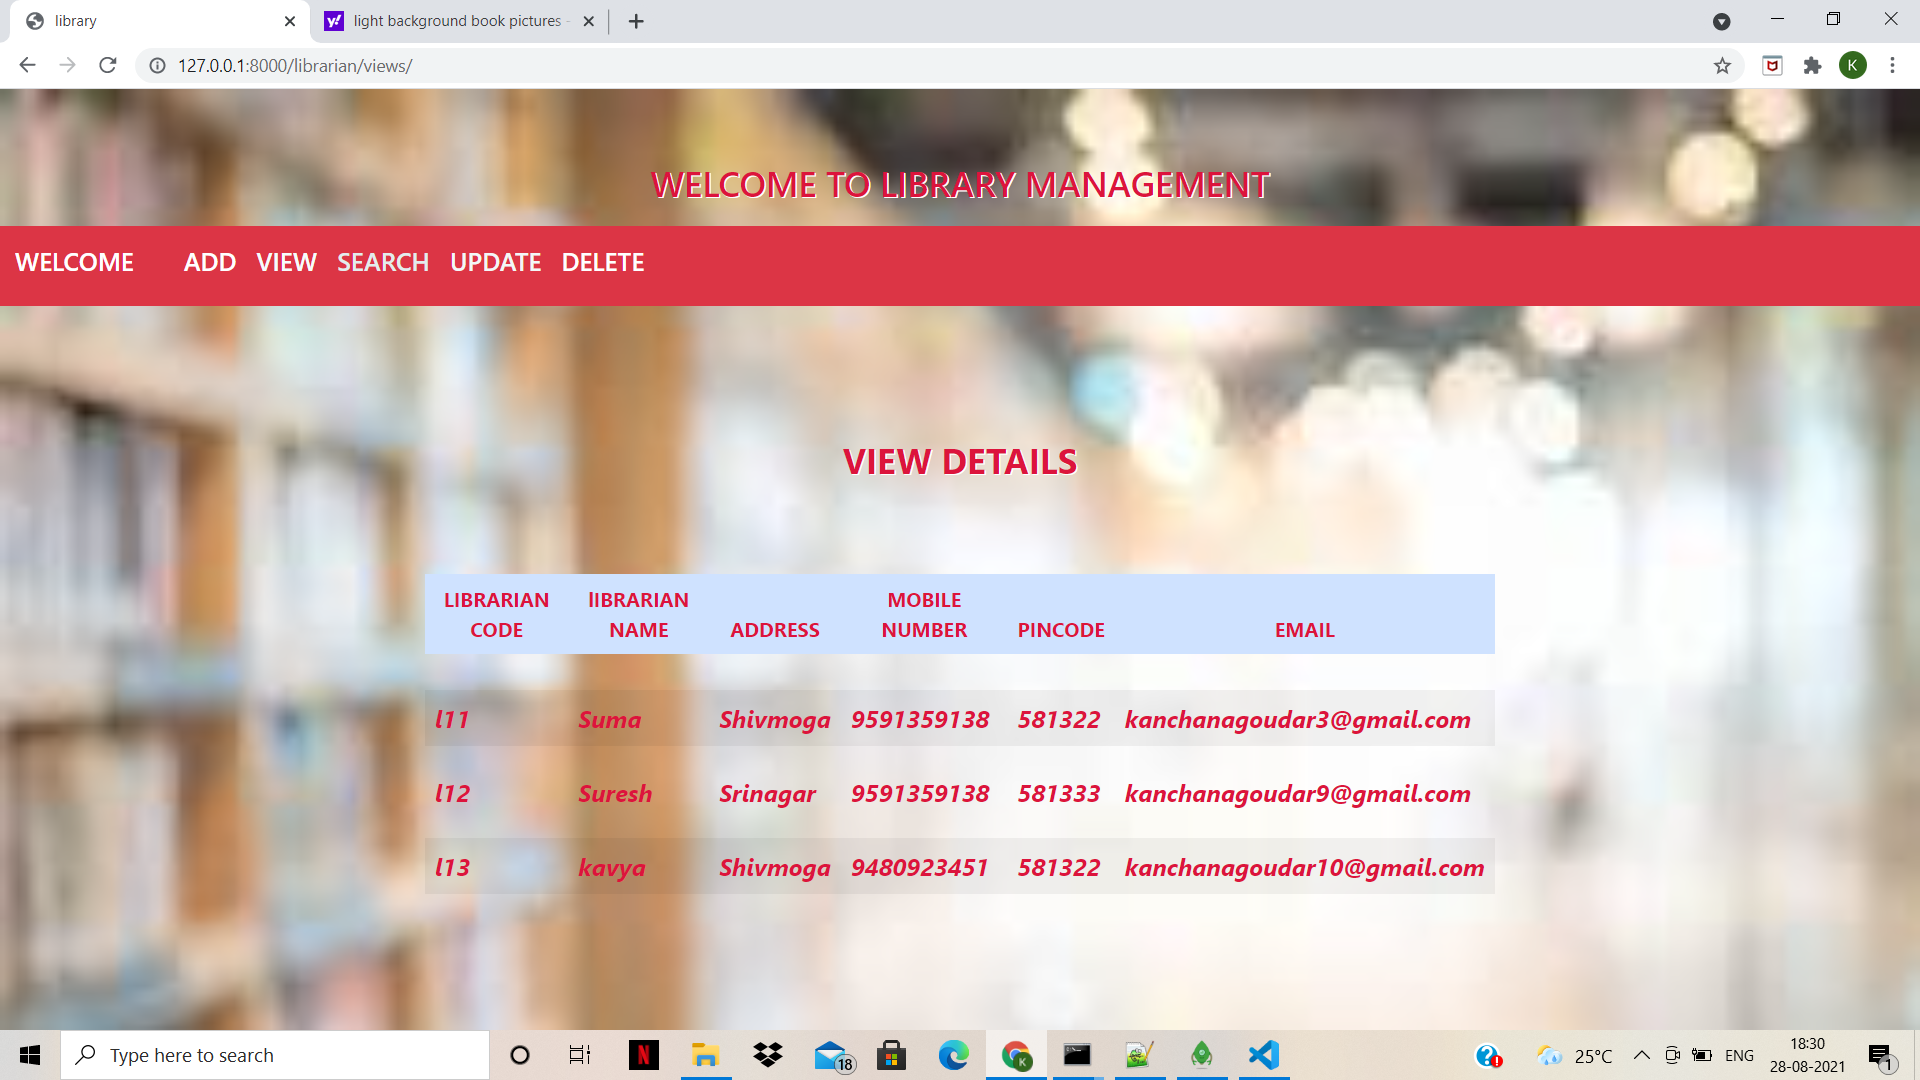 library
light background book pictures -
127.0.0.1:8000/librarian/views/
K
WELCOME TO LIBRARY MANAGEMENT
WELCOME ADD VIEW SEARCH UPDATE DELETE
VIEW DETAILS
LIBRARIAN CODE lIBRARIAN NAME ADDRESS MOBILE NUMBER PINCODE EMAIL
l11 Suma Shivmoga 9591359138 581322 kanchanagoudar3@gmail.com
l12 Suresh Srinagar 9591359138 581333 kanchanagoudar9@gmail.com
l13 kavya Shivmoga 9480923451 581322 kanchanagoudar10@gmail.com
Type here to search
18
25°C
ENG
18:30
28-08-2021
1